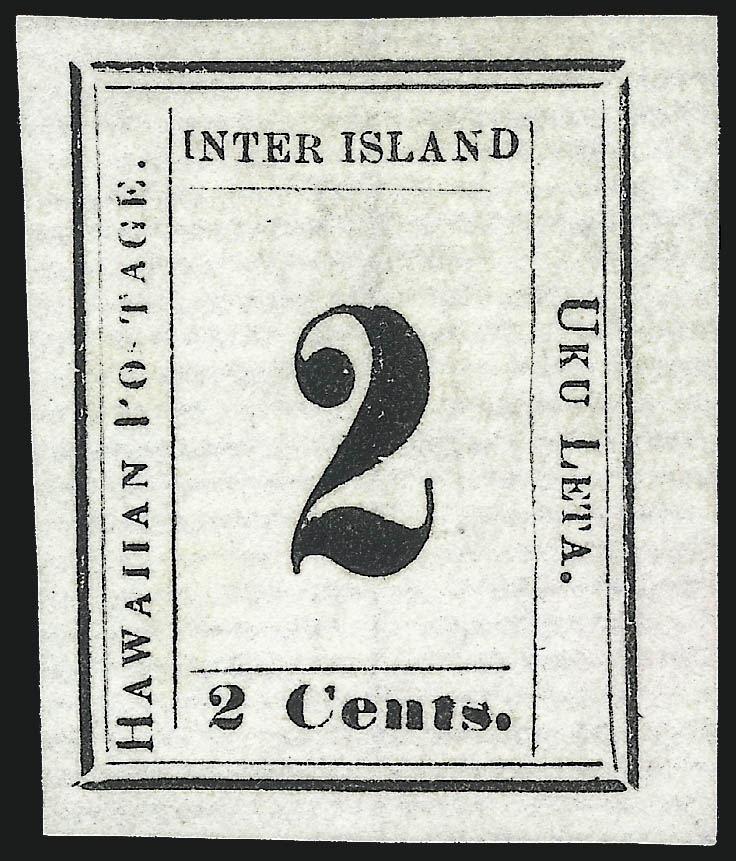 INTER ISLAND
HAWAIIAN PO TAGE.
2
UKU LETA.
2 Cents.